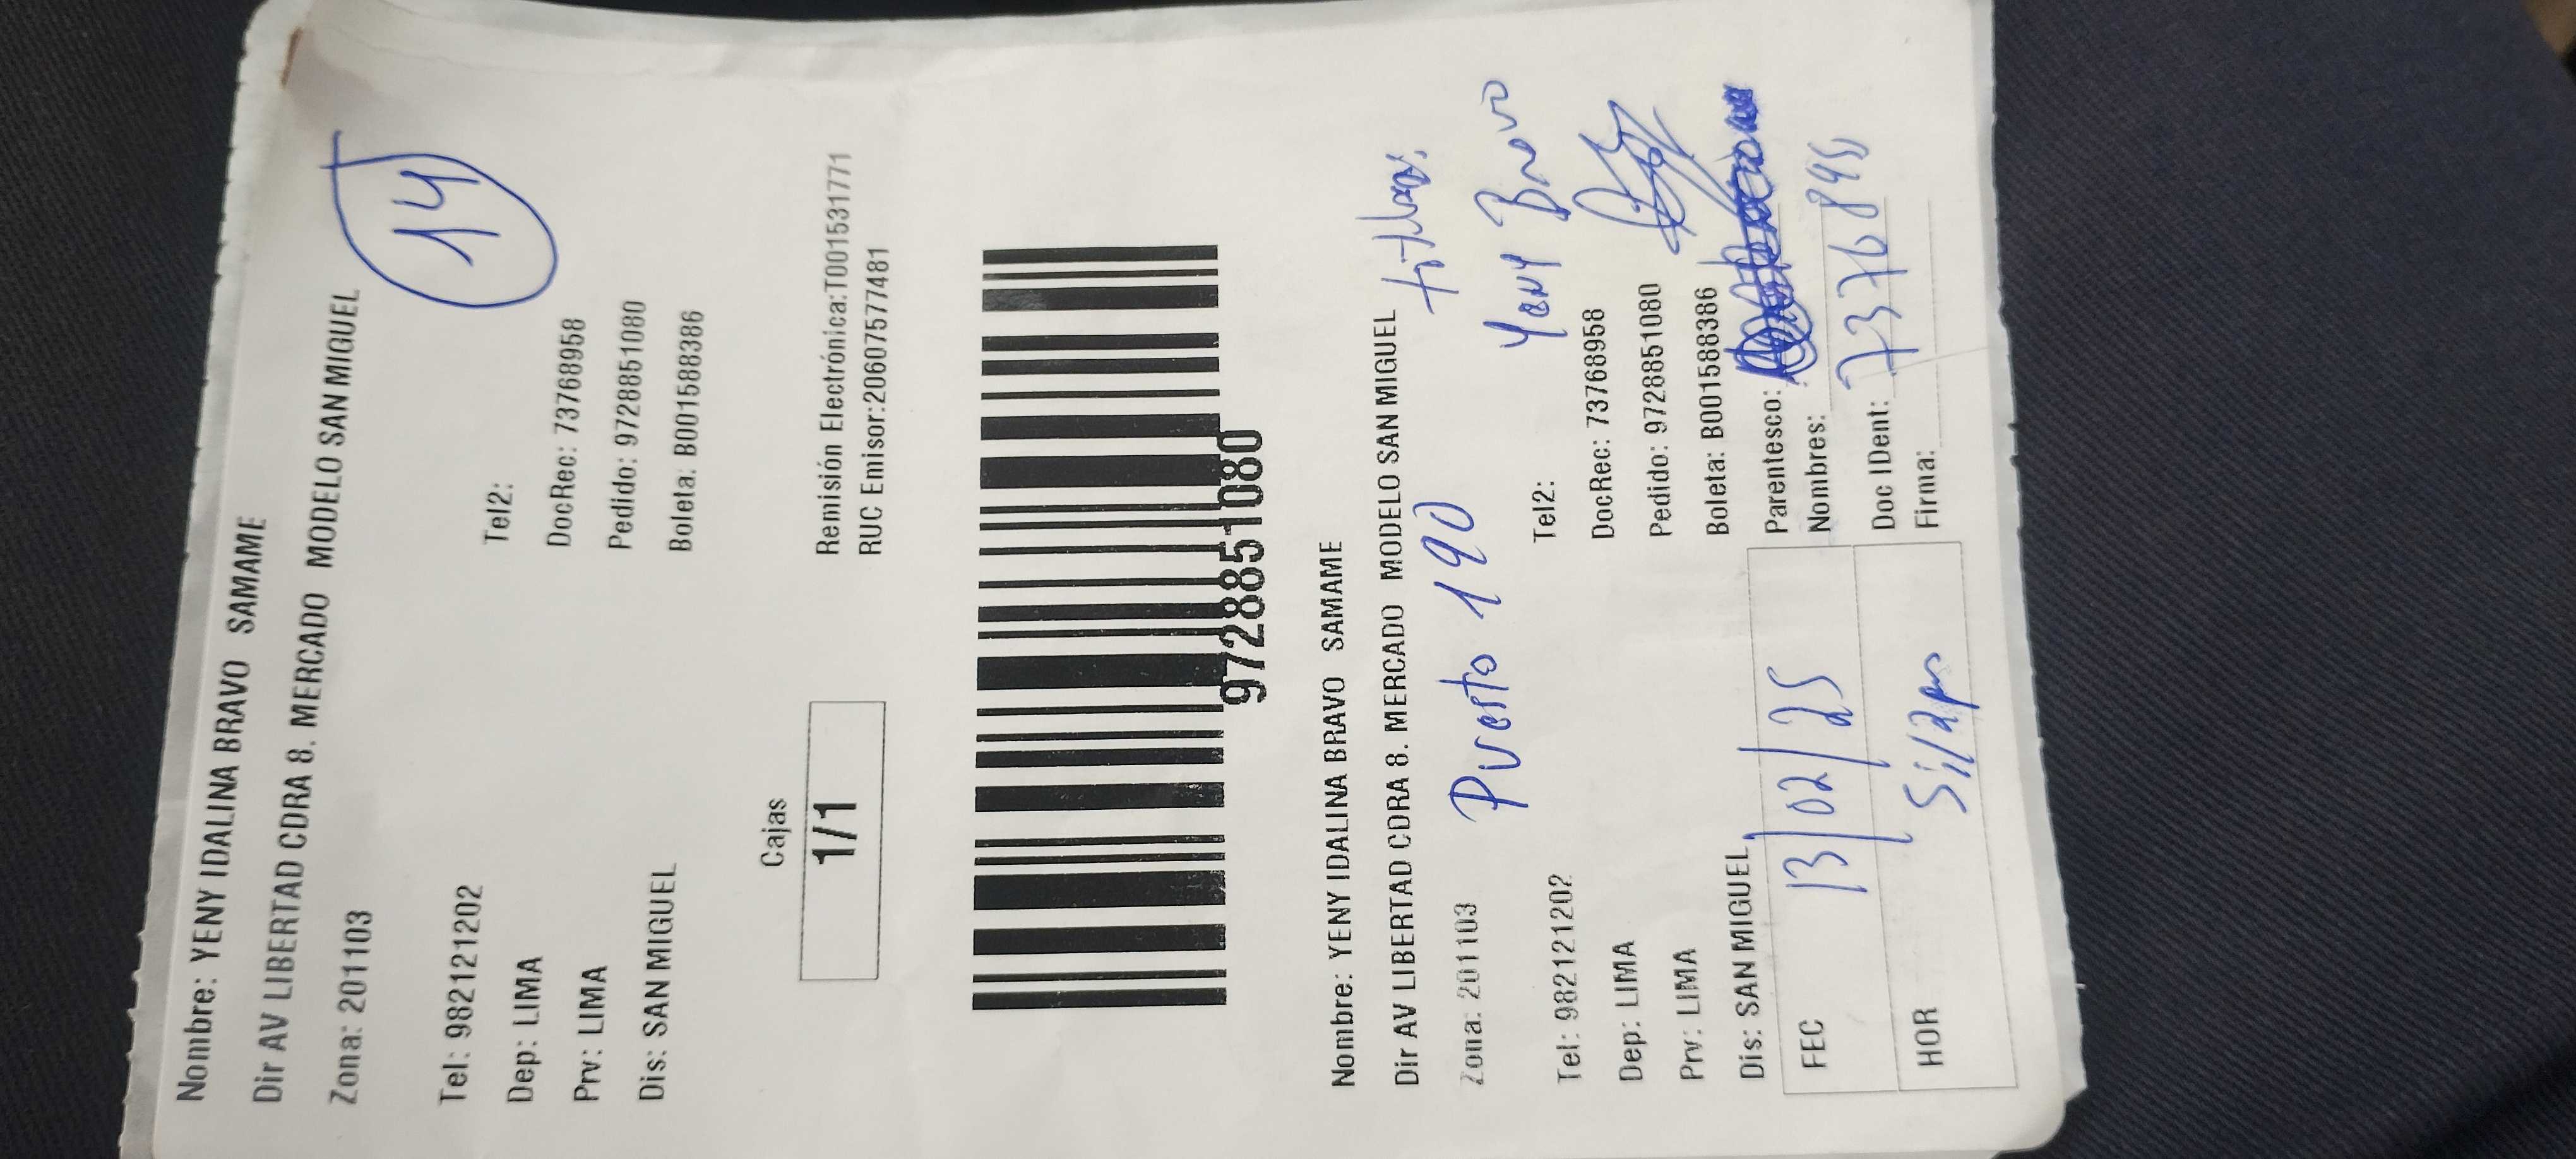 Nombre: YENY IDALINA BRAVO SAMAME
Dir AV LIBERTAD CDRA 8. MERCADO MODELO SAN MIGUEL
Zona: 201103
14
Tel: 982121202 Tel2:
Dep: LIMA DocRec: 73768958
Prv: LIMA Pedido: 9728851080
Dis: SAN MIGUEL Boleta: B001588386
Cajas
1/1
Remisión Electrónica:T001531771
RUC Emisor:20607577481
9728851080
Nombre: YENY IDALINA BRAVO SAMAME
Dir AV LIBERTAD CDRA 8. MERCADO MODELO SAN MIGUEL
Zona: 201103 Puesto 190
Yeny Bravo
Tel: 982121202 Tel2:
Dep: LIMA DocRec: 73768958
Prv: LIMA Pedido: 9728851080
Dis: SAN MIGUEL Boleta: B001588386
Parentesco:
FEC 13/02/25 Nombres:
Doc IDent:
HOR Firma: